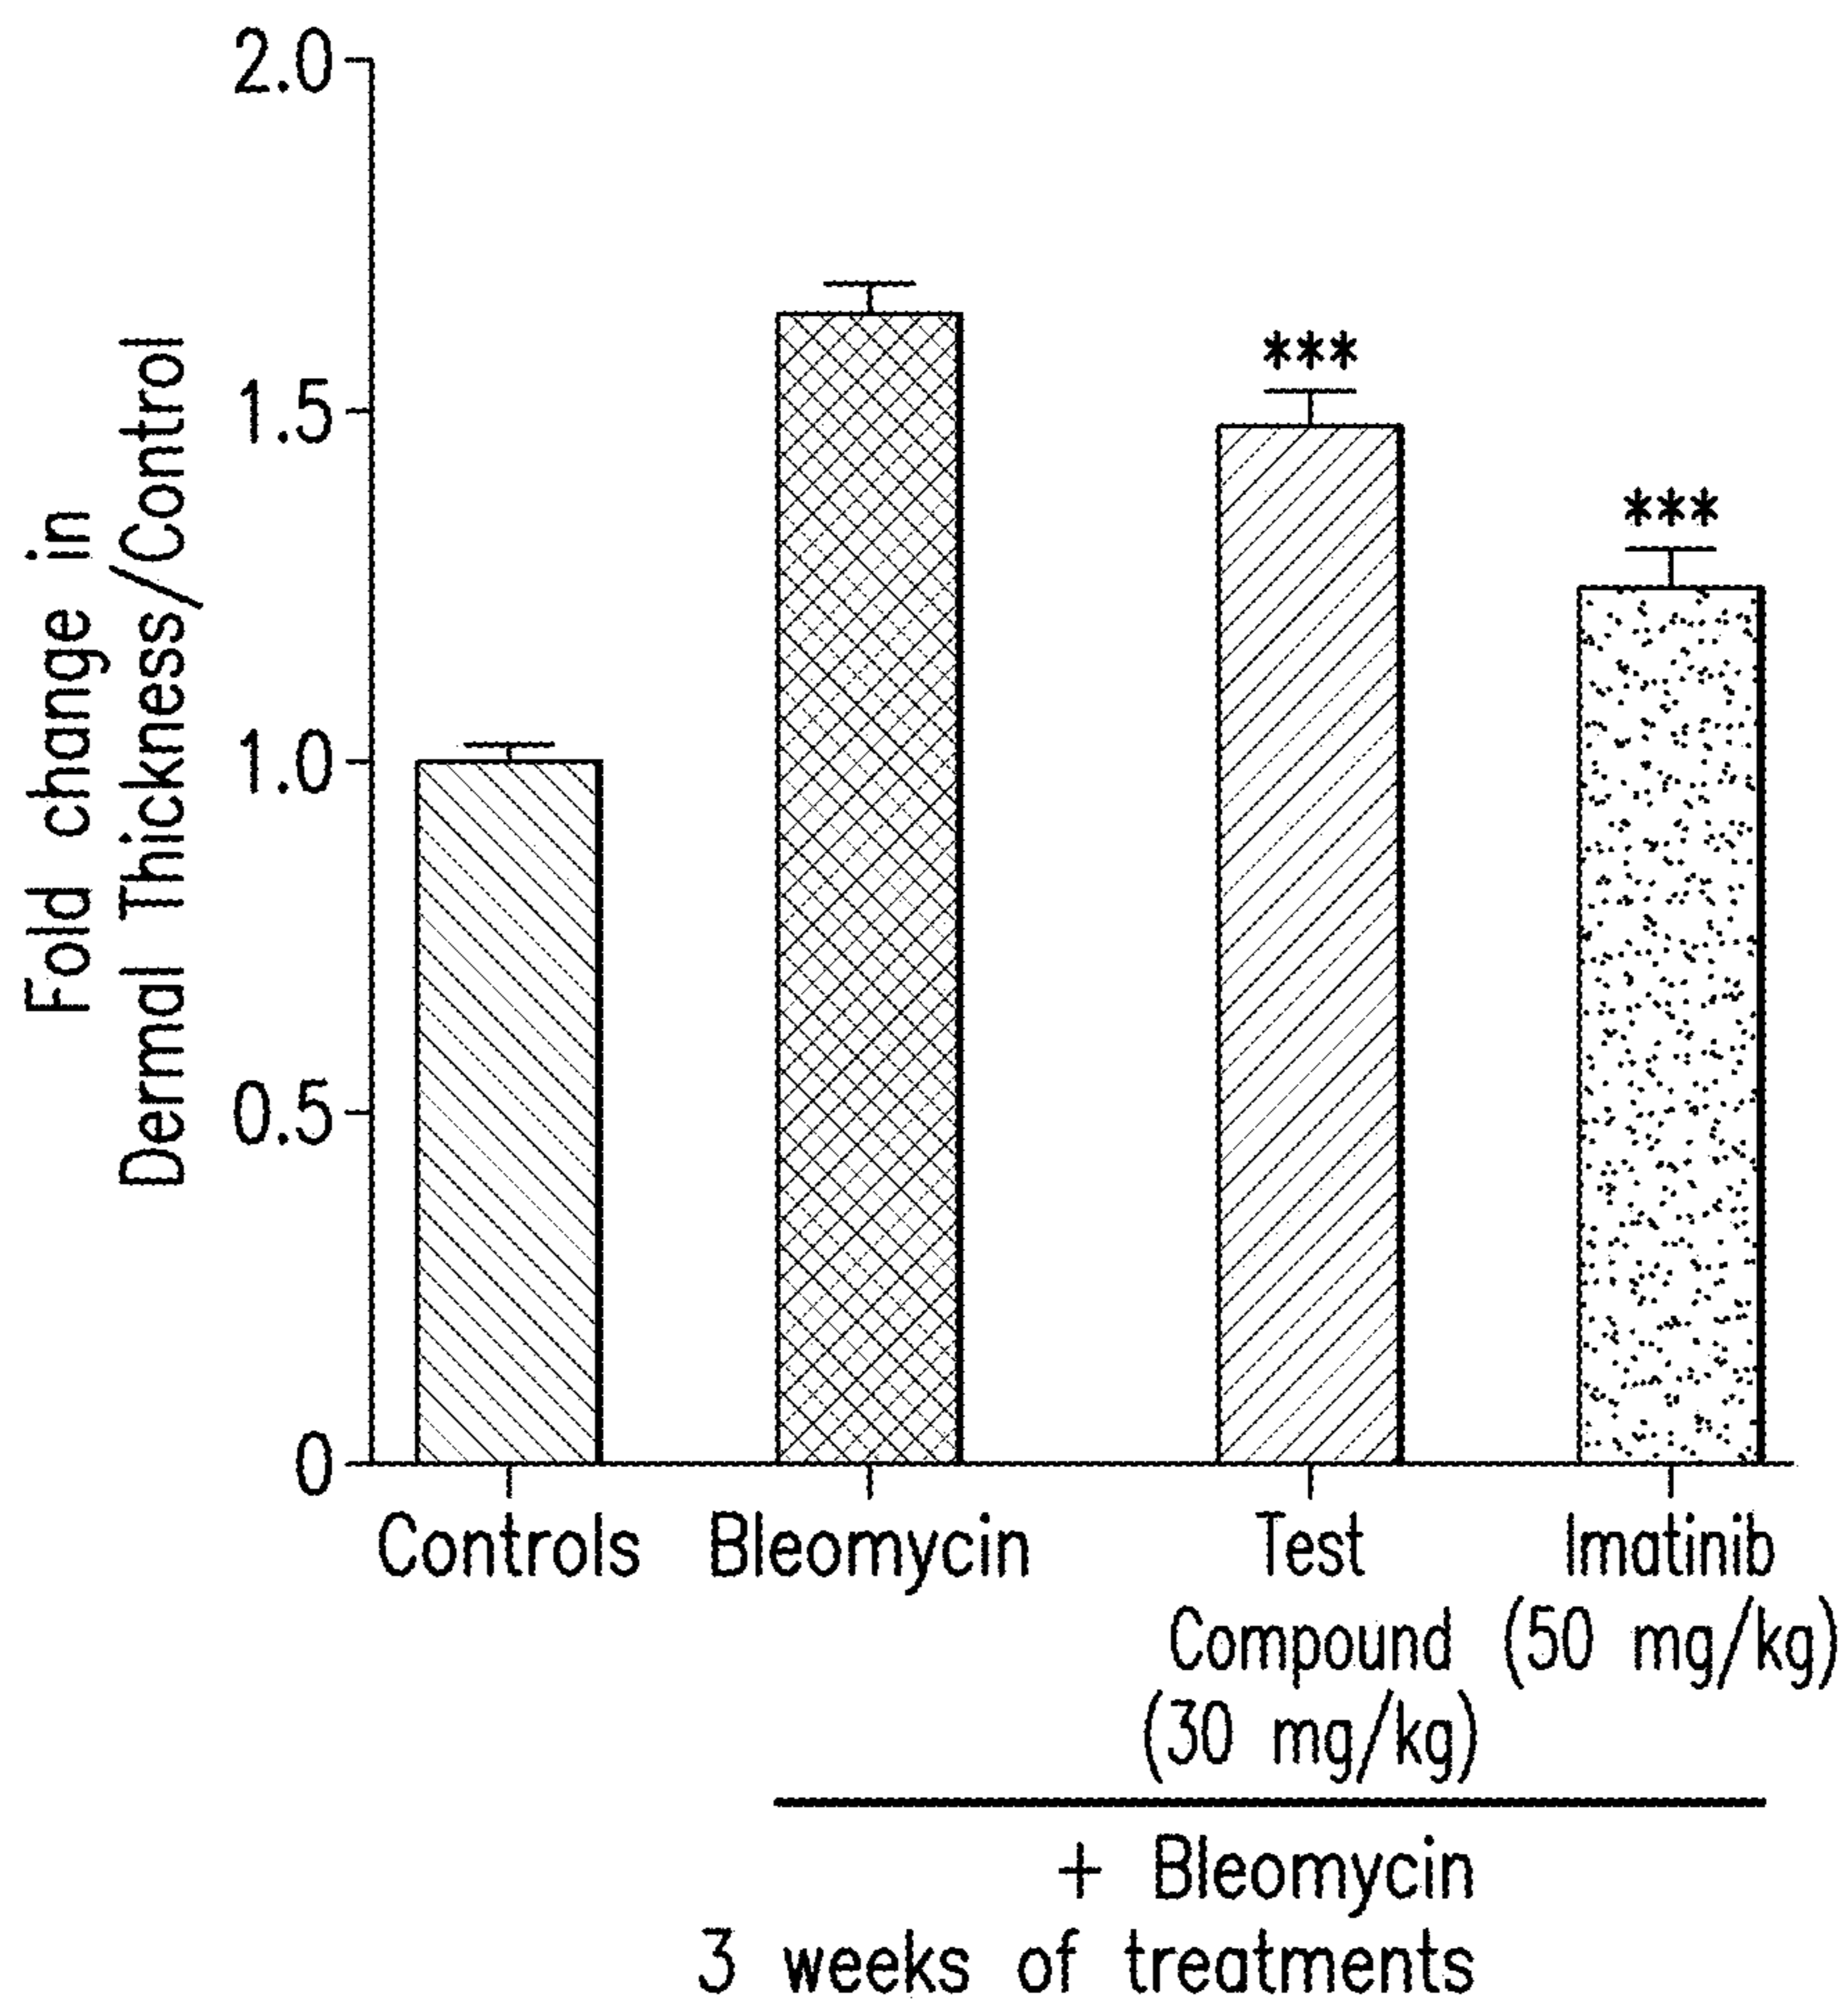 Fold change in
Dermal Thickness/Control
2.0
1.5
1.0
0.5
0
***
***
Controls
Bleomycin
Test
Compound
(30 mg/kg)
Imatinib
(50 mg/kg)
+ Bleomycin
3 weeks of treatments